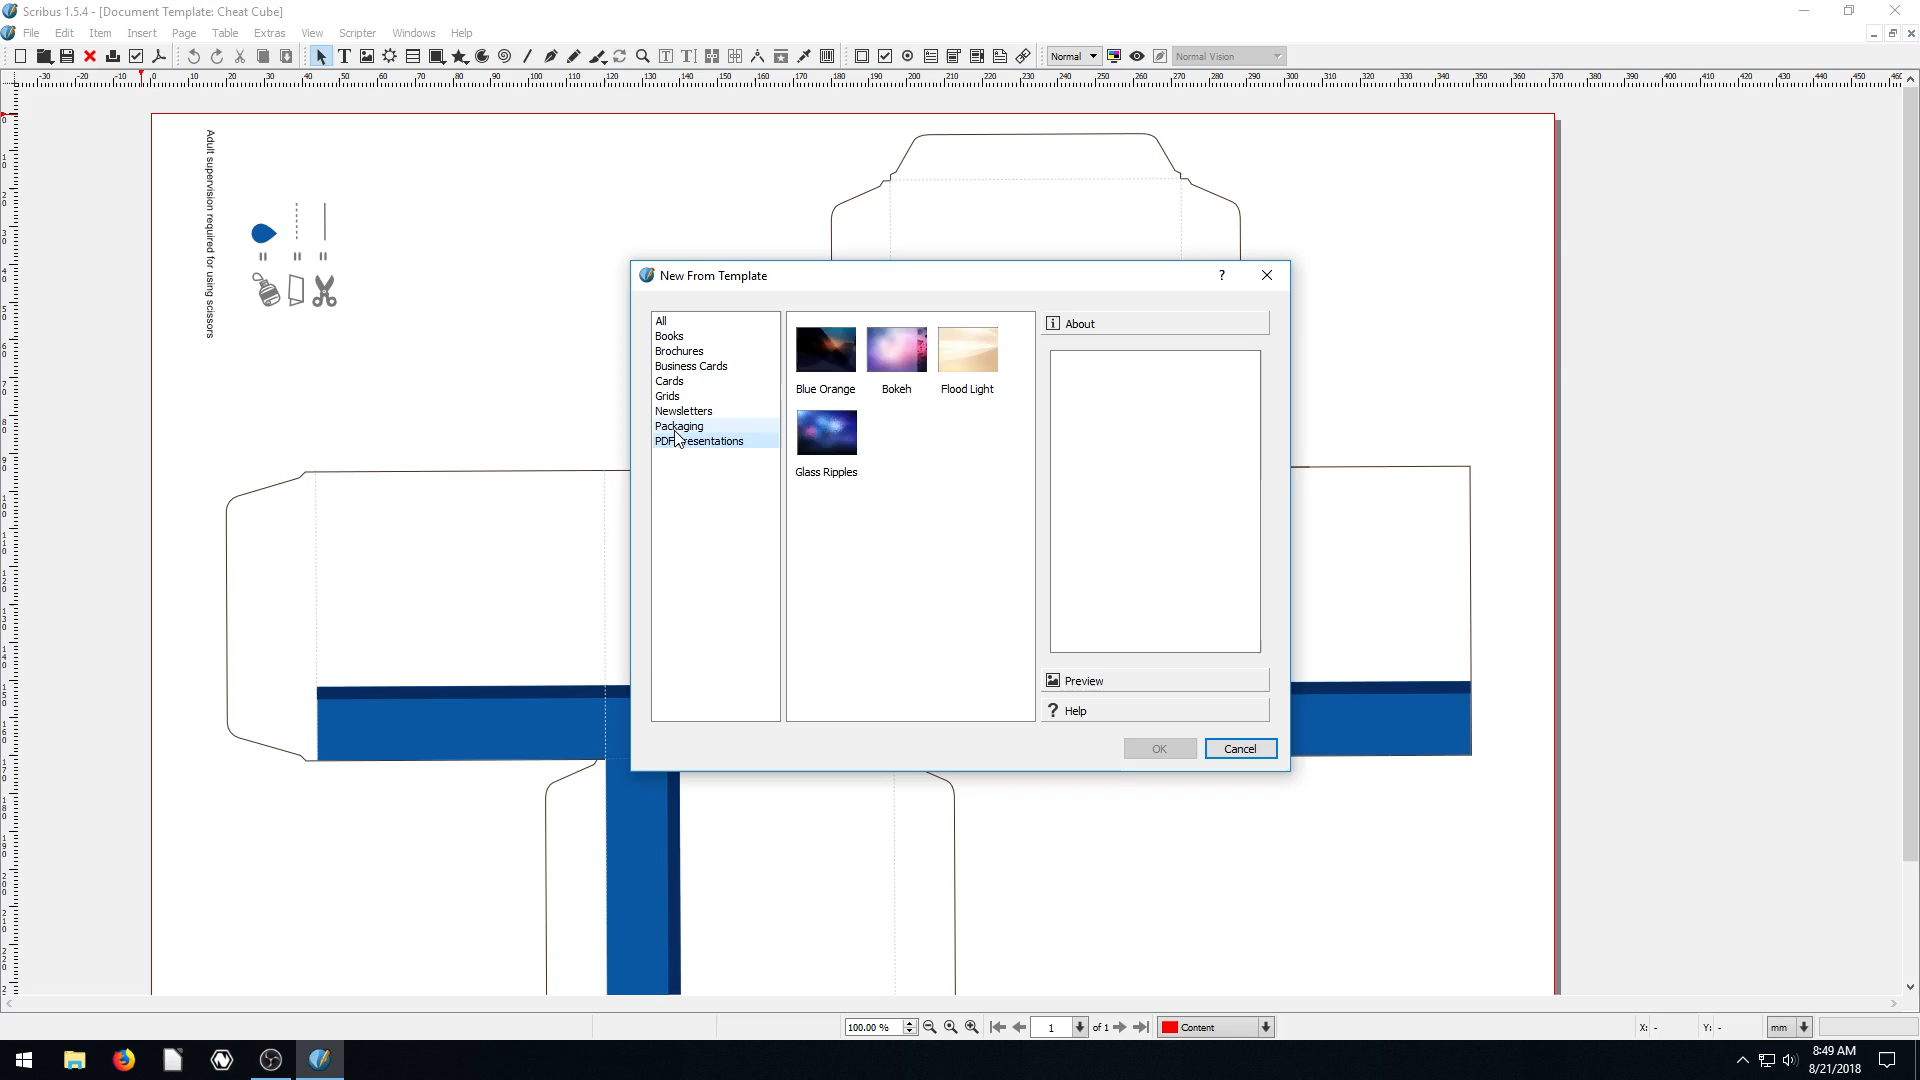 Scribus 1.5.4 - [Document Template: Cheat Cube]
File Edit Item Insert Page Table Extras View Scripter Windows Help
Normal
Normal Vision
Adult supervision required for using scissors
New From Template
All
Books
Brochures
Business Cards
Cards
Grids
Newsletters
Packaging
PDF resentations
Blue Orange
Bokeh
Flood Light
Glass Ripples
About
Preview
Help
OK
Cancel
100.00 %
1
of 1
Content
X: -
Y: -
mm
8:49 AM
8/21/2018